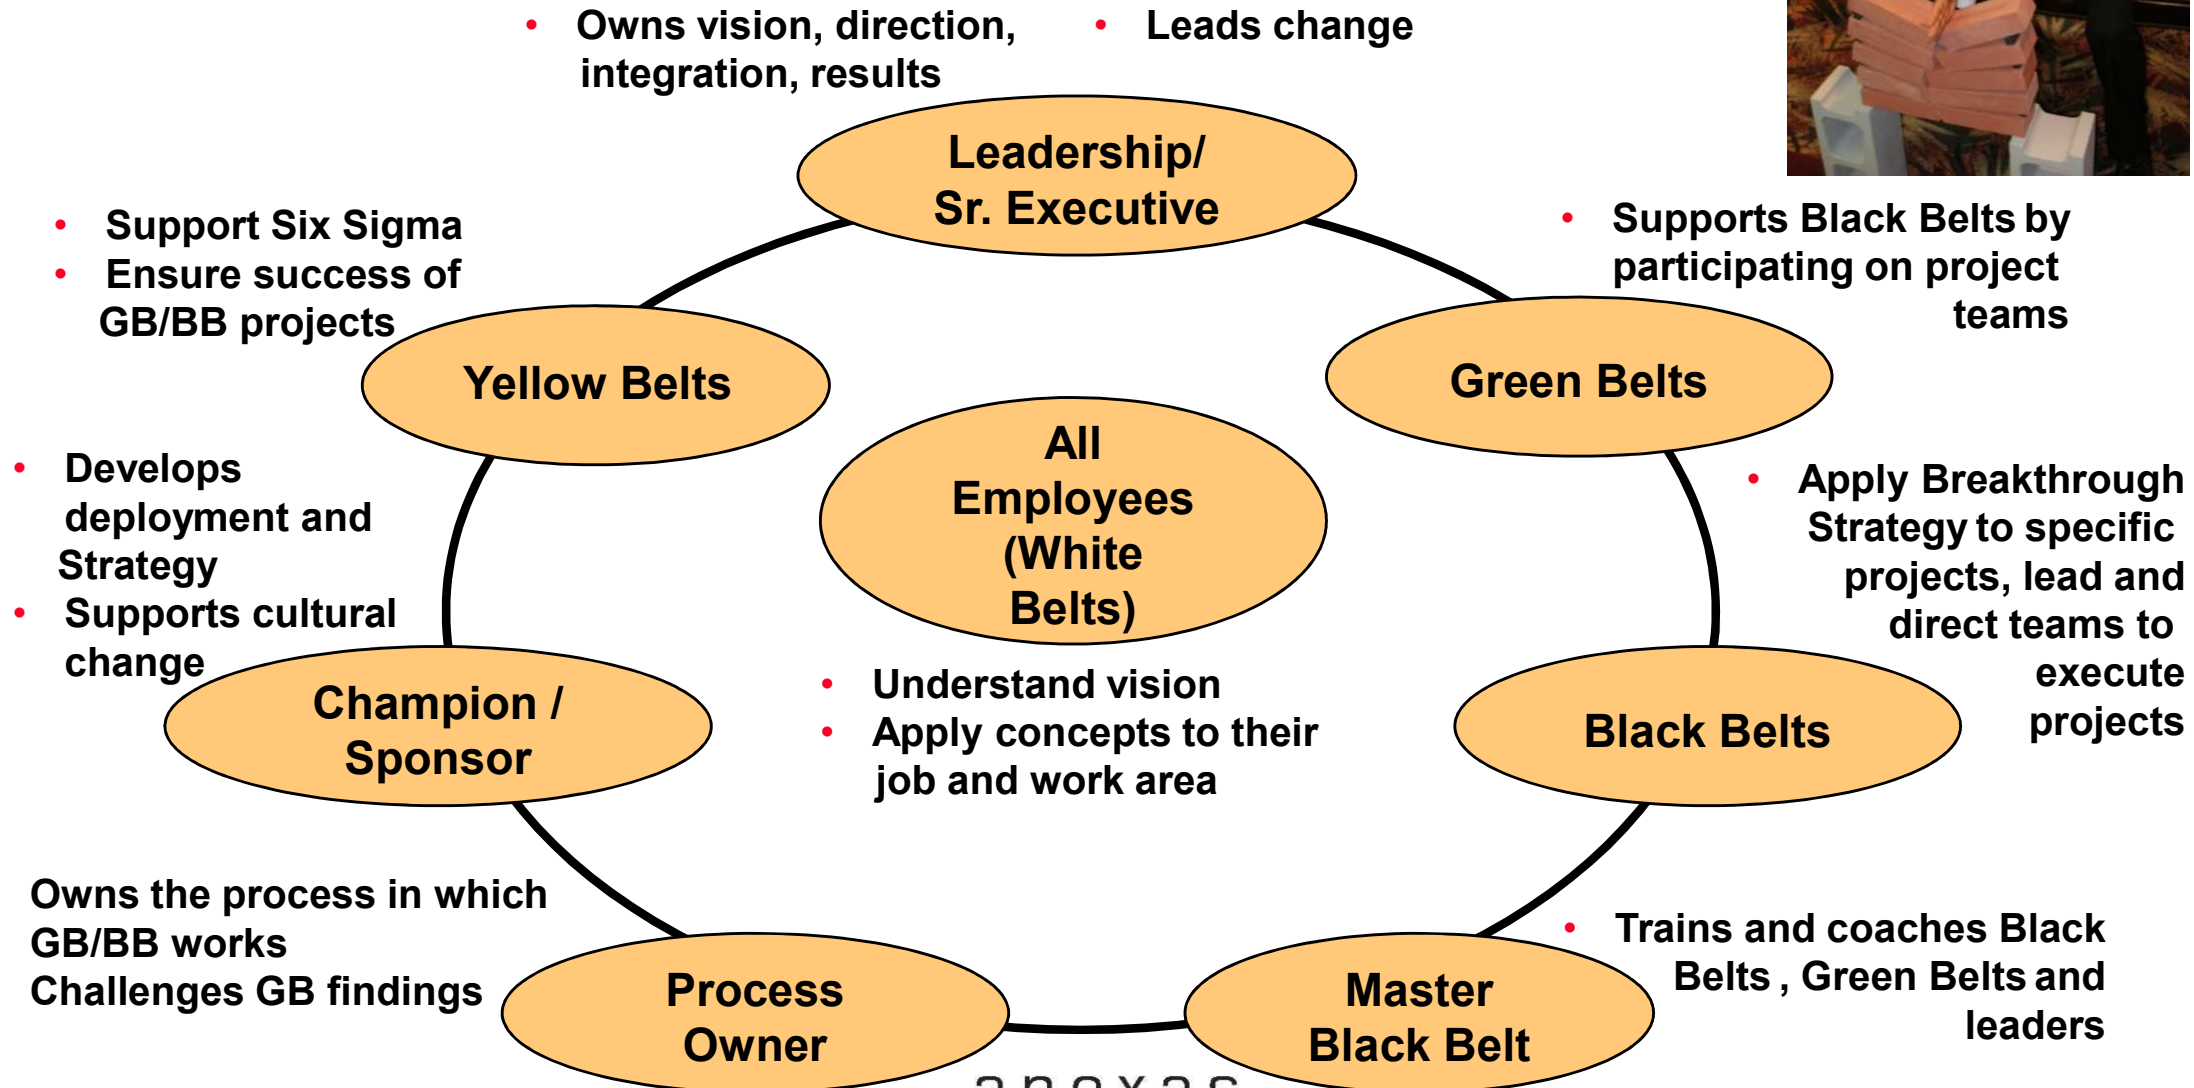 • Owns vision, direction,
integration, results
• Leads change
Leadership/
Sr. Executive
• Support Six Sigma
• Ensure success of
GB/BB projects
• Supports Black Belts by
participating on project
teams
Yellow Belts
Green Belts
All
Employees
(White
Belts)
• Develops
deployment and
Strategy
• Supports cultural
change
• Apply Breakthrough
Strategy to specific
projects, lead and
direct teams to
execute
projects
Champion /
Sponsor
• Understand vision
• Apply concepts to their
job and work area
Black Belts
Owns the process in which
GB/BB works
Challenges GB findings
Process
Owner
Master
Black Belt
• Trains and coaches Black
Belts , Green Belts and
leaders
anexas